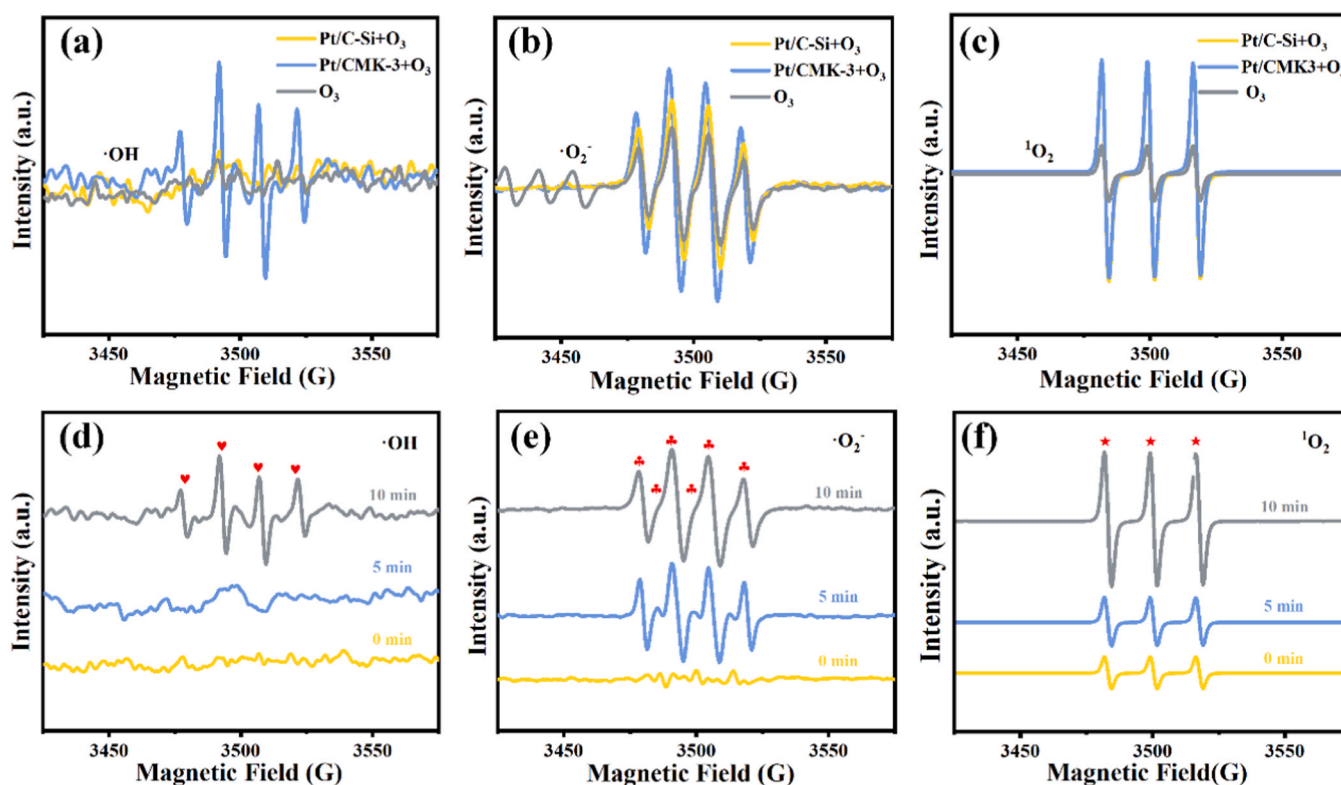 (a)
Pt/C-Si+O₃
Pt/CMK-3+O₃
O₃
·OH
Intensity (a.u.)
3450 3500 3550
Magnetic Field (G)
(b)
Pt/C-Si+O₃
Pt/CMK-3+O₃
O₃
·O₂⁻
Intensity (a.u.)
3450 3500 3550
Magnetic Field (G)
(c)
Pt/C-Si+O₃
Pt/CMK3+O₃
O₃
¹O₂
Intensity (a.u.)
3450 3500 3550
Magnetic Field (G)
(d)
·OH
10 min
5 min
0 min
Intensity (a.u.)
3450 3500 3550
Magnetic Field (G)
(e)
·O₂⁻
10 min
5 min
0 min
Intensity (a.u.)
3450 3500 3550
Magnetic Field (G)
(f)
¹O₂
10 min
5 min
0 min
Intensity (a.u.)
3450 3500 3550
Magnetic Field(G)